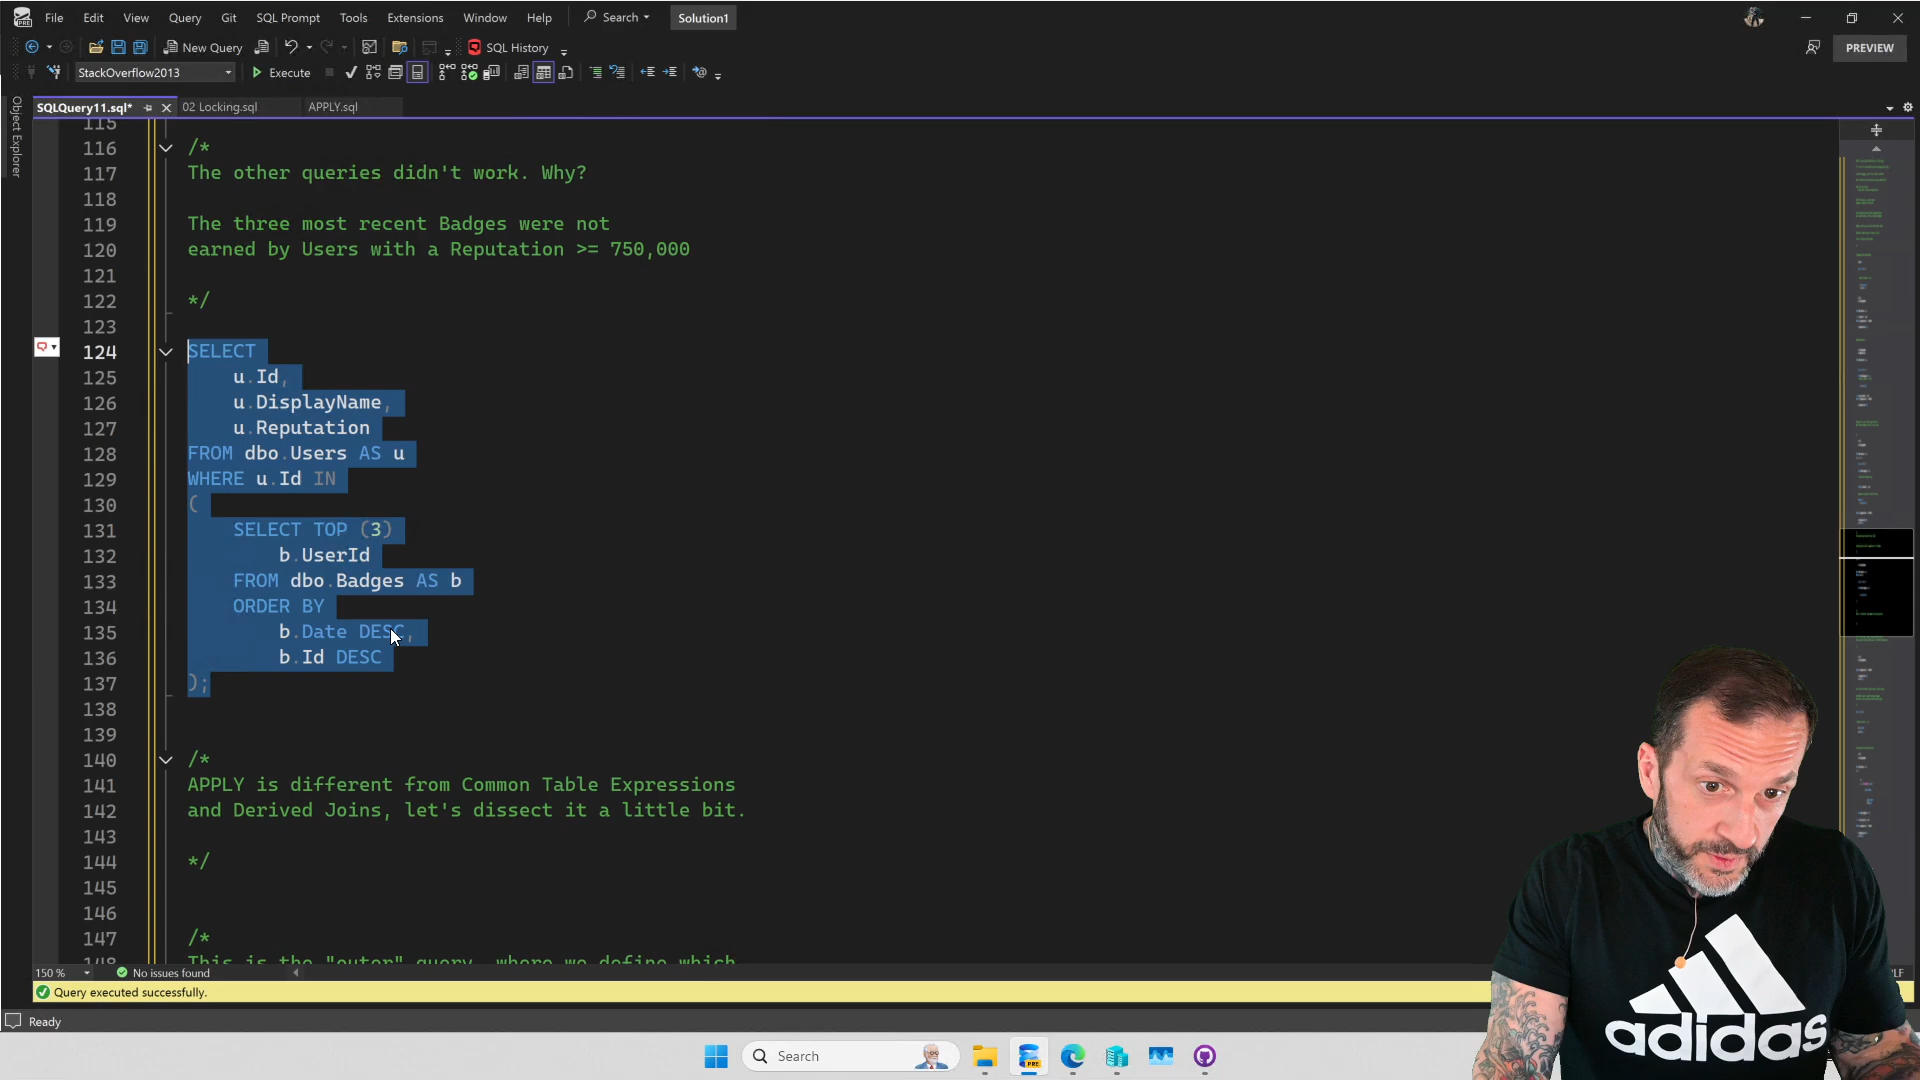 File Edit View Query Git SQL Prompt Tools Extensions Window Help Search Solution1
New Query SQL History PREVIEW
StackOverflow2013 Execute
SQLQuery11.sql* 02 Locking.sql APPLY.sql
Object Explorer
115
116 /*
117 The other queries didn't work. Why?
118
119 The three most recent Badges were not
120 earned by Users with a Reputation >= 750,000
121
122 */
123
124 SELECT
125 u.Id,
126 u.DisplayName,
127 u.Reputation
128 FROM dbo.Users AS u
129 WHERE u.Id IN
130 (
131 SELECT TOP (3)
132 b.UserId
133 FROM dbo.Badges AS b
134 ORDER BY
135 b.Date DESC,
136 b.Id DESC
137 );
138
139
140 /*
141 APPLY is different from Common Table Expressions
142 and Derived Joins, let's dissect it a little bit.
143
144 */
145
146
147 /*
148 This is the "outer" query, where we define which
150 % No issues found
Query executed successfully.
Ready
Search
PRE
adidas